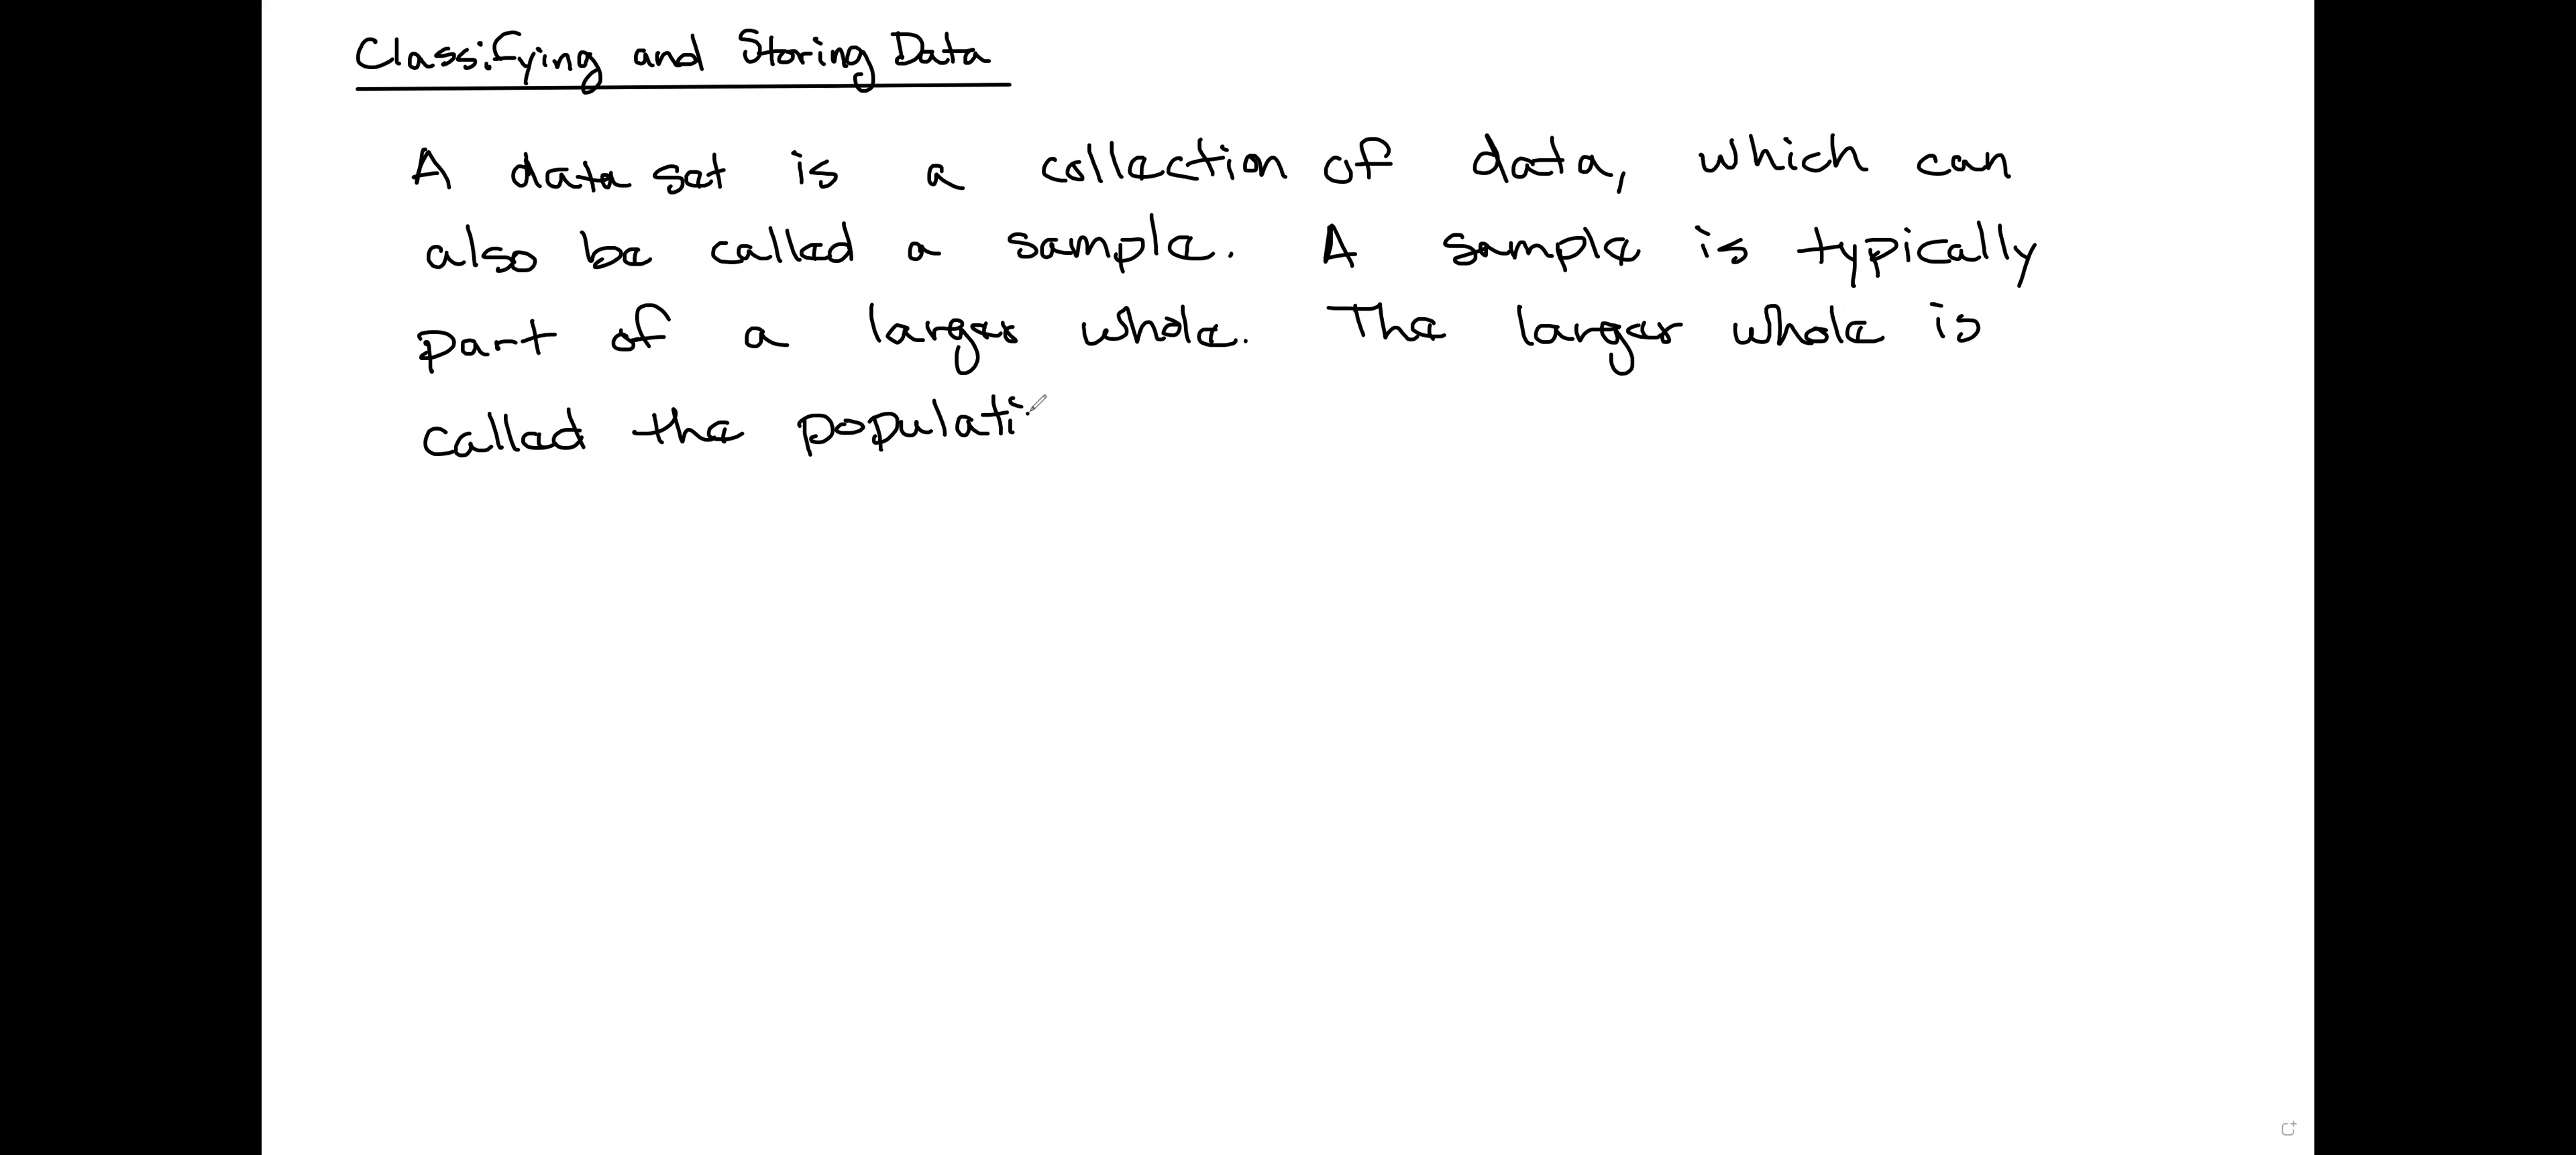 Classifying and Storing Data
A data set is a collection of data, which can
also be called a sample. A sample is typically
part of a larger whole. The larger whole is
called the populati